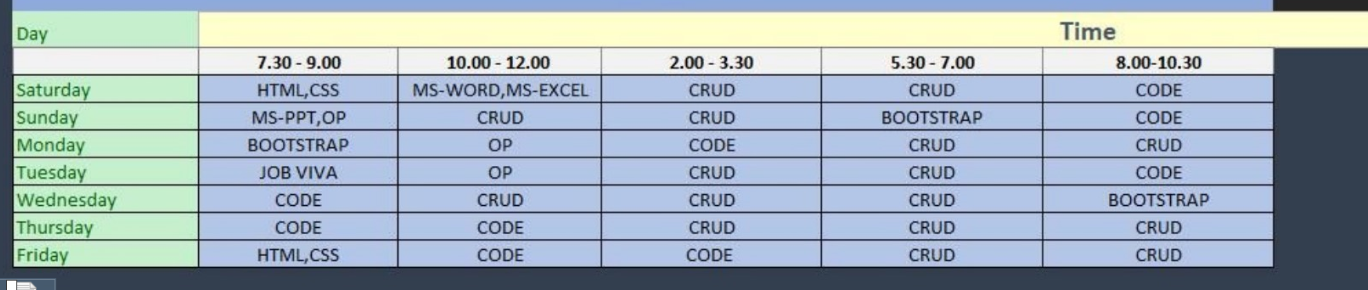 Day Time
7.30 - 9.00 10.00 - 12.00 2.00 - 3.30 5.30 - 7.00 8.00-10.30
Saturday HTML,CSS MS-WORD,MS-EXCEL CRUD CRUD CODE
Sunday MS-PPT,OP CRUD CRUD BOOTSTRAP CODE
Monday BOOTSTRAP OP CODE CRUD CRUD
Tuesday JOB VIVA OP CRUD CRUD CODE
Wednesday CODE CRUD CRUD CRUD BOOTSTRAP
Thursday CODE CODE CRUD CRUD CRUD
Friday HTML,CSS CODE CODE CRUD CRUD